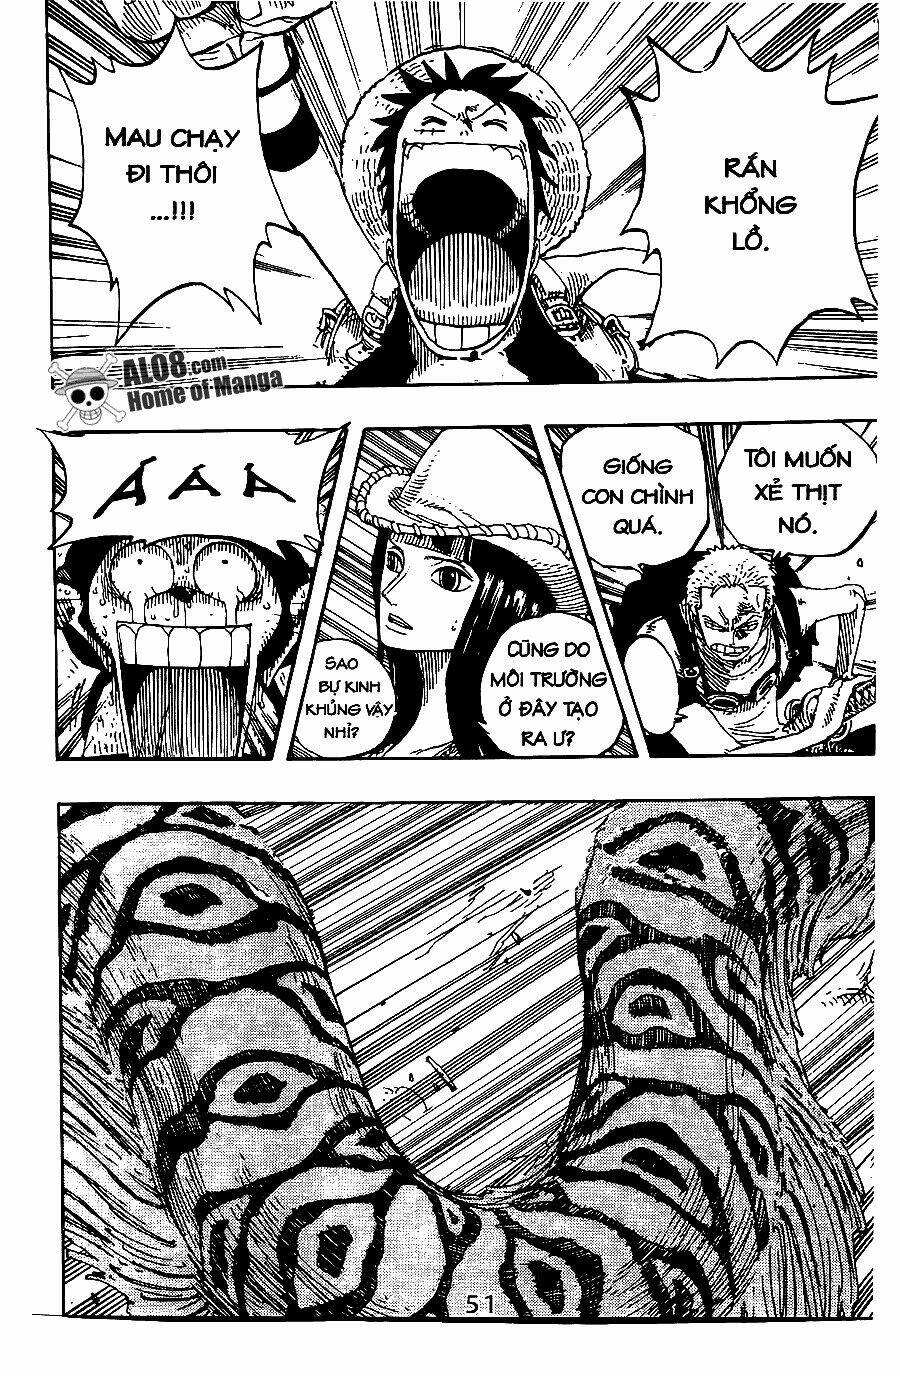 RẮN
KHỔNG
LỒ.
MAU CHẠY
ĐI THÔI
...!!!
ALO8.com
Home of Manga
TÔI MUỐN
XẺ THỊT
NÓ.
GIỐNG
CON CHÌNH
QUÁ.
CŨNG DO
MÔI TRƯỜNG
Ở ĐÂY TẠO
RA Ư?
SAO
BỰ KINH
KHỦNG VẬY
NHỈ?
Á Á À
51